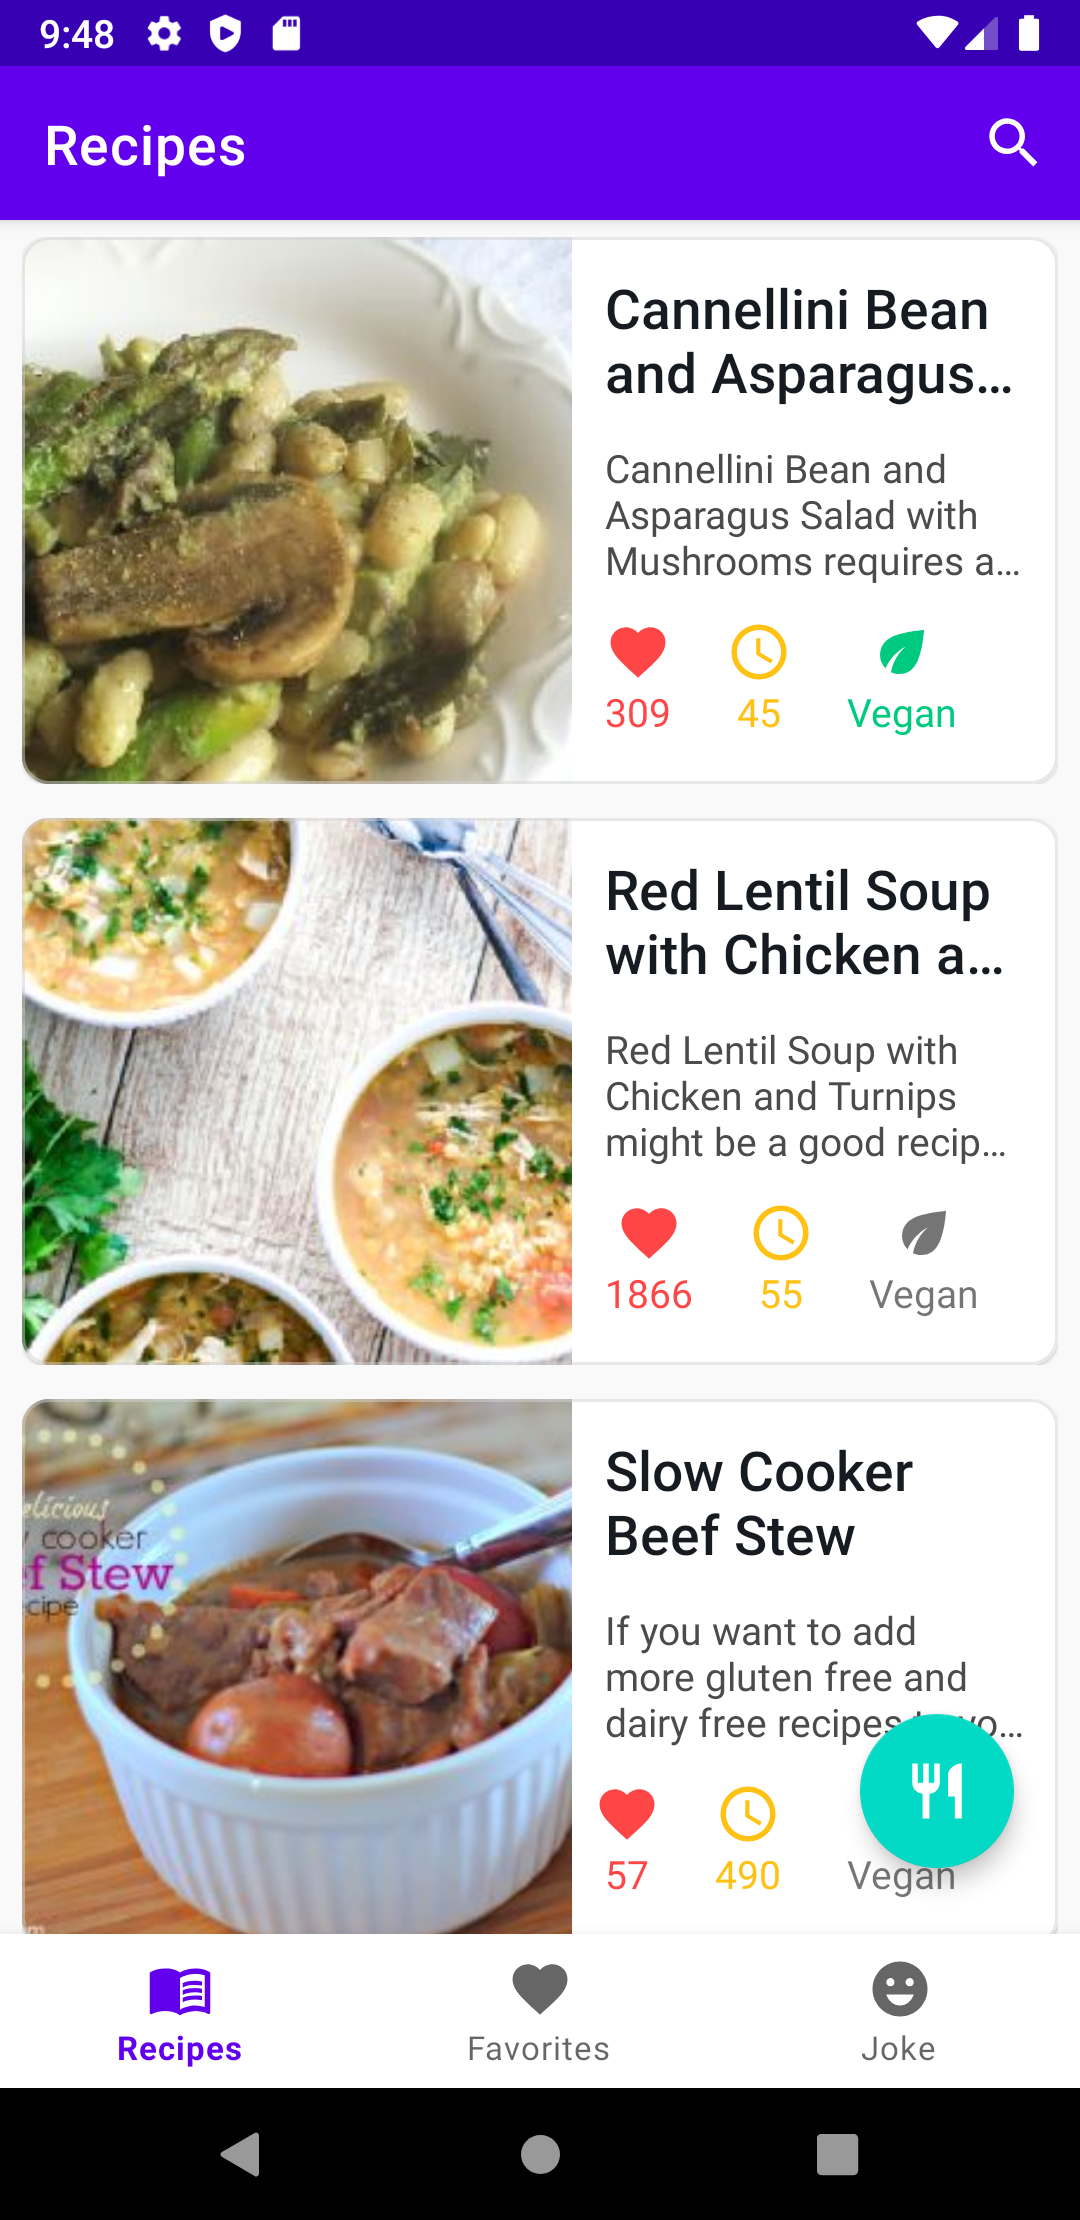 9:48
Recipes
Cannellini Bean
and Asparagus...
Cannellini Bean and
Asparagus Salad with
Mushrooms requires a...
309
45
Vegan
Red Lentil Soup
with Chicken a...
Red Lentil Soup with
Chicken and Turnips
might be a good recip...
1866
55
Vegan
elicious
cooker
f Stew
cipe
Slow Cooker
Beef Stew
If you want to add
more gluten free and
dairy free recipes
57
490
Vegan
Recipes
Favorites
Joke